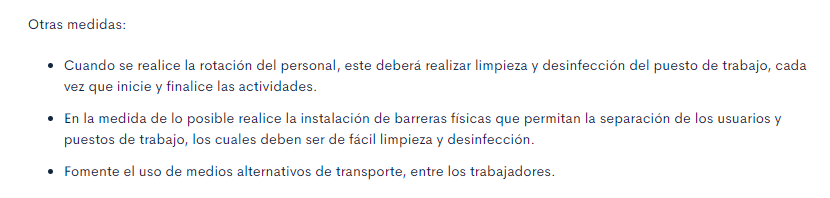 Otras medidas:
Cuando se realice la rotación del personal, este deberá realizar limpieza y desinfección del puesto de trabajo, cada
vez que inicie y finalice las actividades.
En la medida de lo posible realice la instalación de barreras físicas que permitan la separación de los usuarios y
puestos de trabajo, los cuales deben ser de fácil limpieza y desinfección.
Fomente el uso de medios alternativos de transporte, entre los trabajadores.